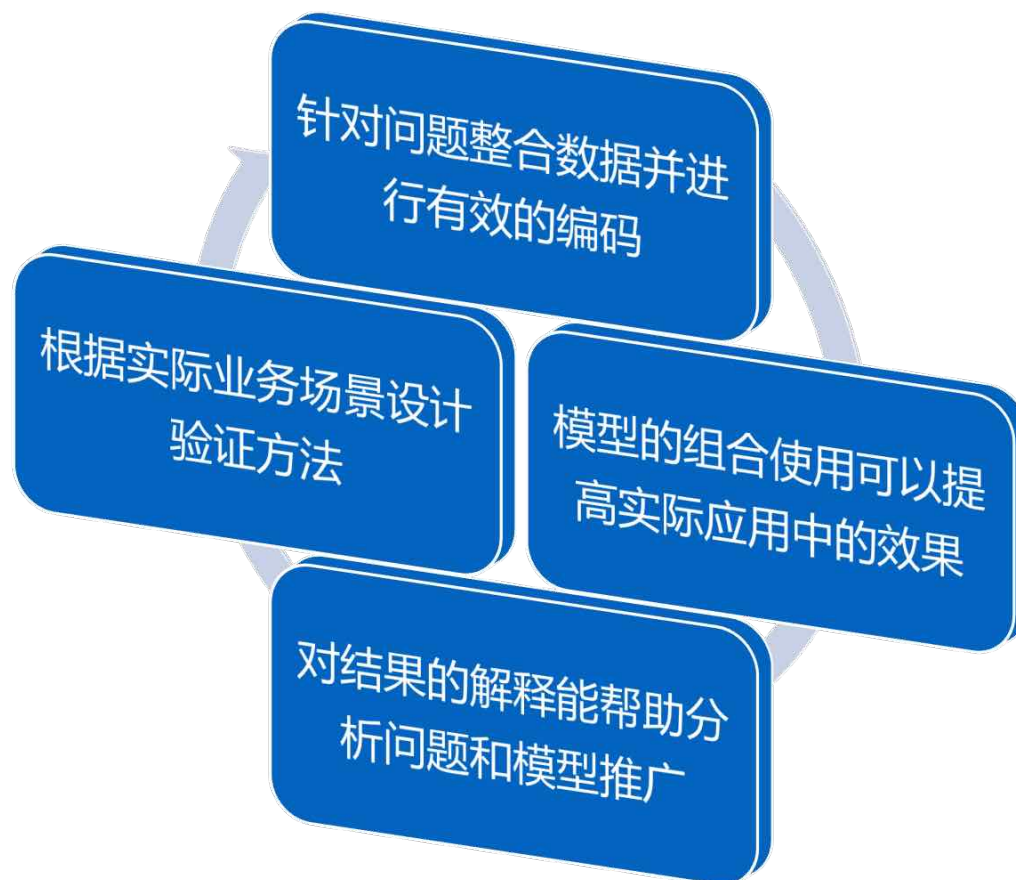 针对问题整合数据并进
行有效的编码
根据实际业务场景设计
验证方法
模型的组合使用可以提
高实际应用中的效果
对结果的解释能帮助分
析问题和模型推广